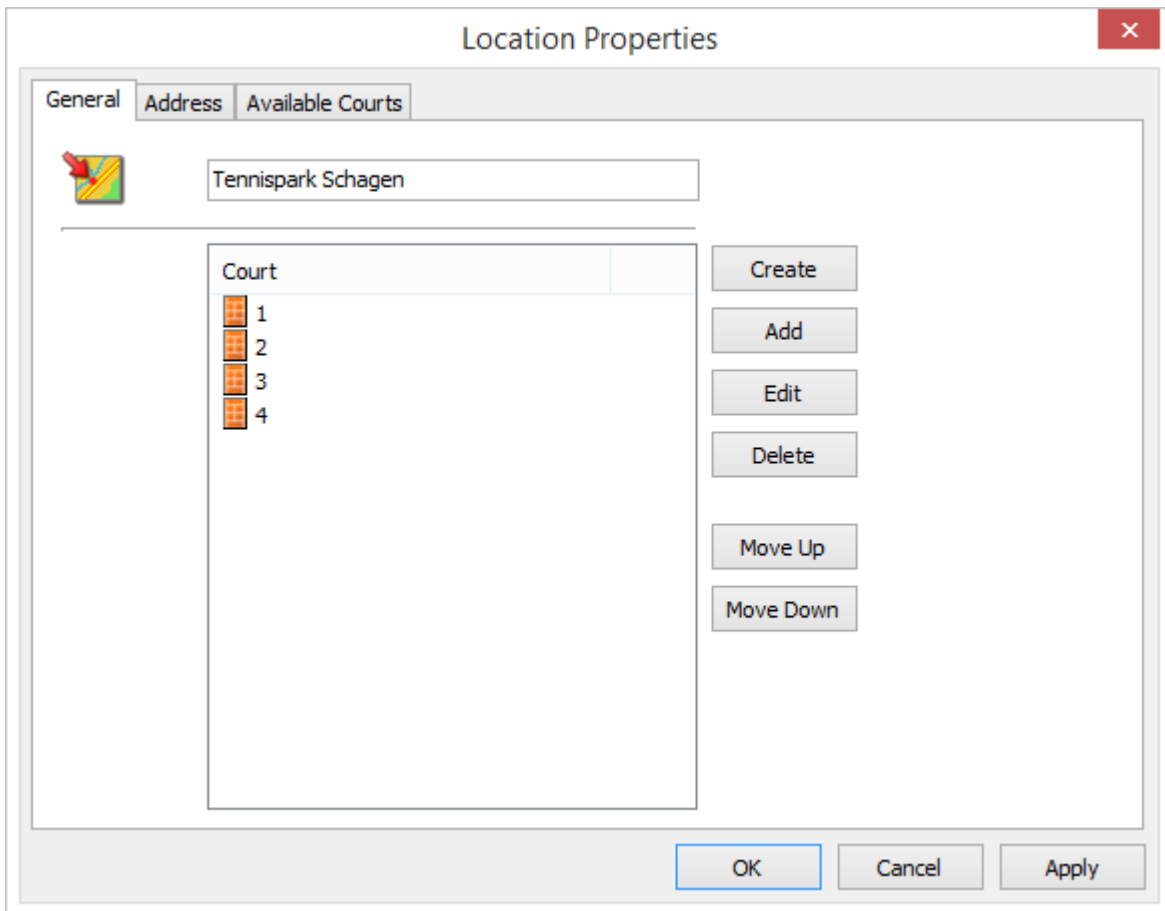 Location Properties
General Address Available Courts
Tennispark Schagen
Court
1
2
3
4
Create
Add
Edit
Delete
Move Up
Move Down
OK Cancel Apply